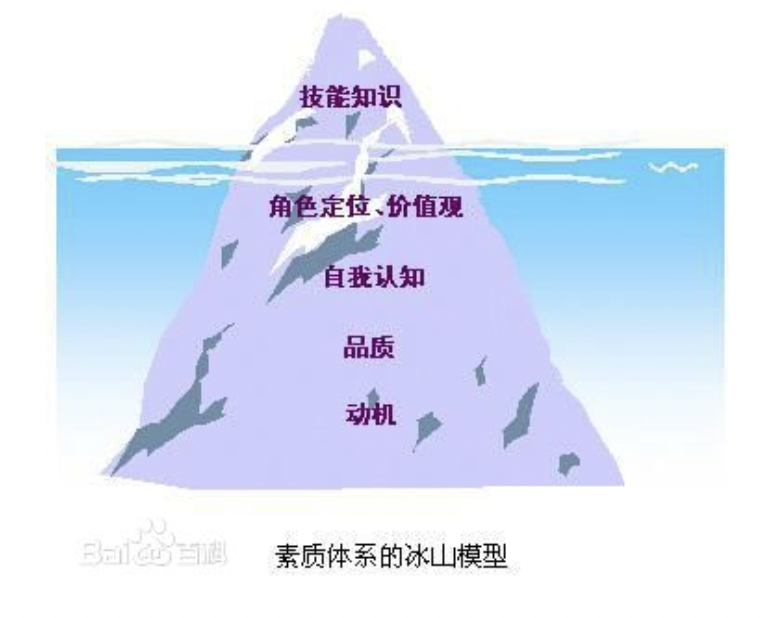 技能知识
角色定位、价值观
自我认知
品质
动机
Bai百科
素质体系的冰山模型